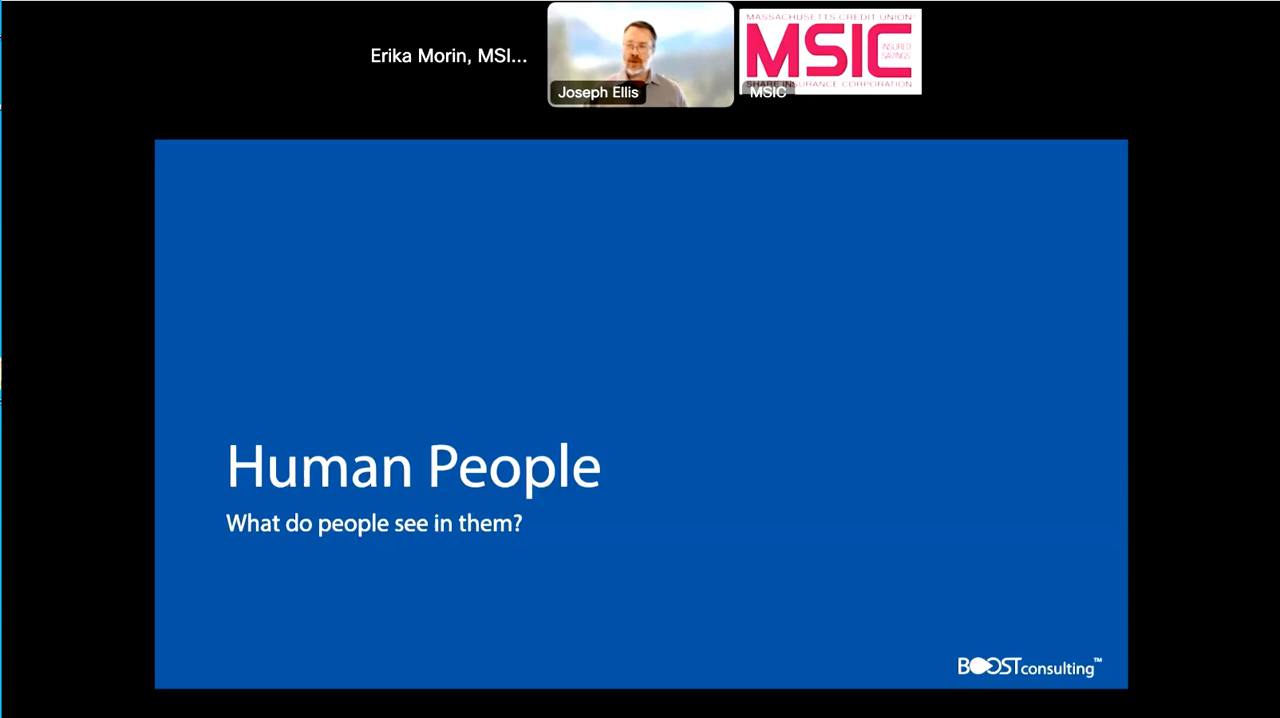 Erika Morin, MSI...
Joseph Ellis
MASSACHUSETTS CREDIT UNION
MSIC
INSURED
SAVINGS
SHARE INSURANCE CORPORATION
MSIC
Human People
What do people see in them?
BOOSTconsulting™